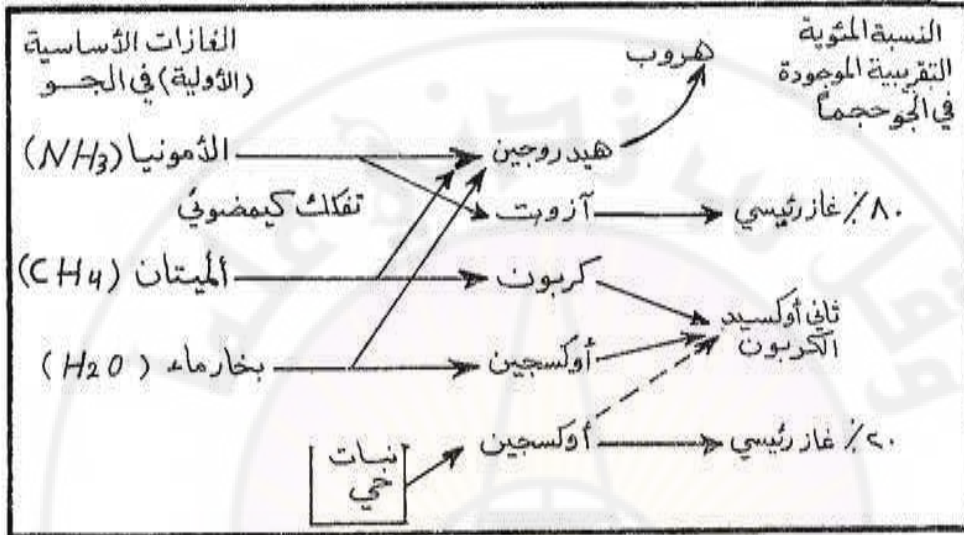 الغازات الأساسية
(الأولية) في الجو
هروب
النسبة المئوية
التقريبية الموجودة
في الجو حجماً
الأمونيا (NH3)
هيدروجين
تفكك كيمضوئي
آزوت
٨٠٪ غاز رئيسي
ألميتان (CH4)
كربون
ثاني أوكسيد
الكربون
بخار ماء (H2O)
أوكسجين
أوكسجين
٢٠٪ غاز رئيسي
نبات
حي